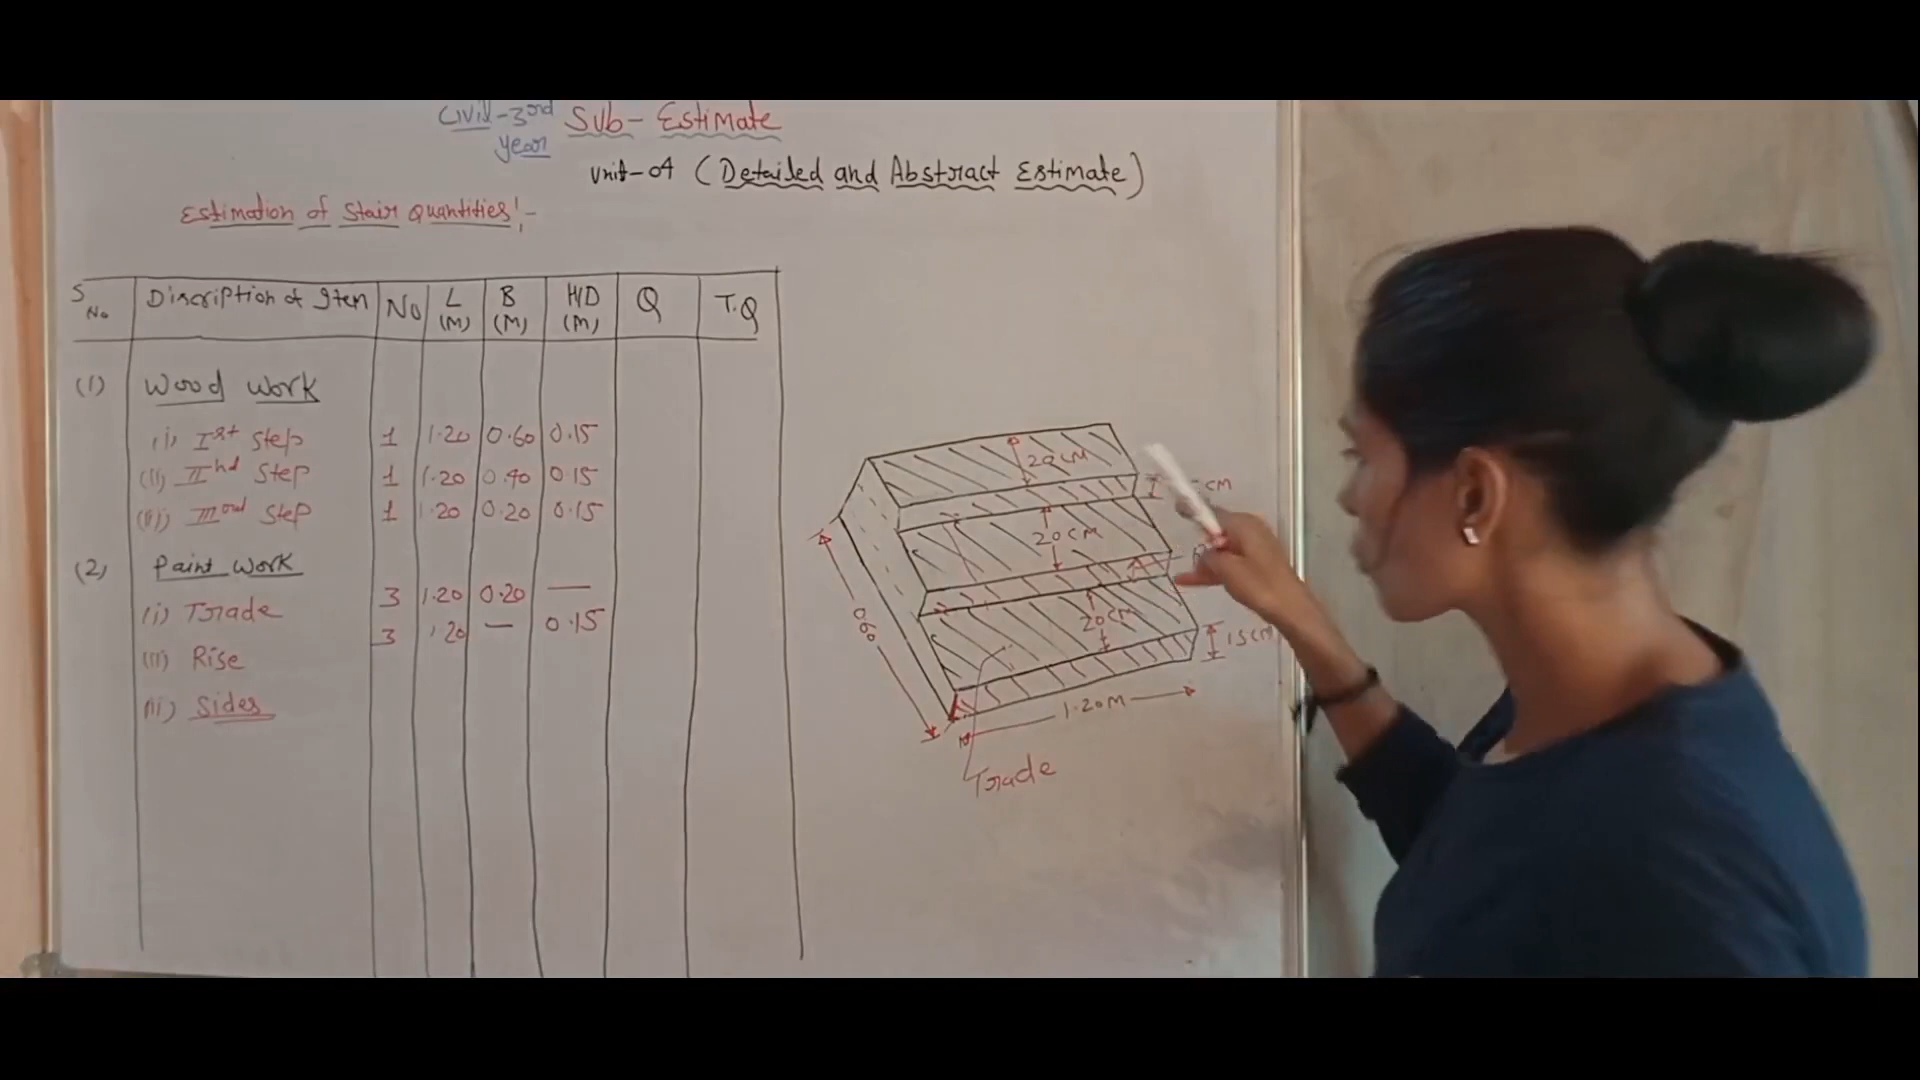 Civil-3rd Sub- Estimate
year
Unit-04 (Detailed and Abstract Estimate)
Estimation of Stair Quantities:-
S No Discription of Item No L (M) B (M) H/D (M) Q T.Q
(1) Wood Work
(i) Ist Step 1 1.20 0.60 0.15
(ii) IInd Step 1 1.20 0.40 0.15
(iii) IIIrd Step 1 1.20 0.20 0.15
(2) Paint Work
(i) Trade 3 1.20 0.20 —
(ii) Rise 3 1.20 — 0.15
(iii) Sides
20CM
CM
20CM
20CM
15CM
0.60
1.20M
Trade